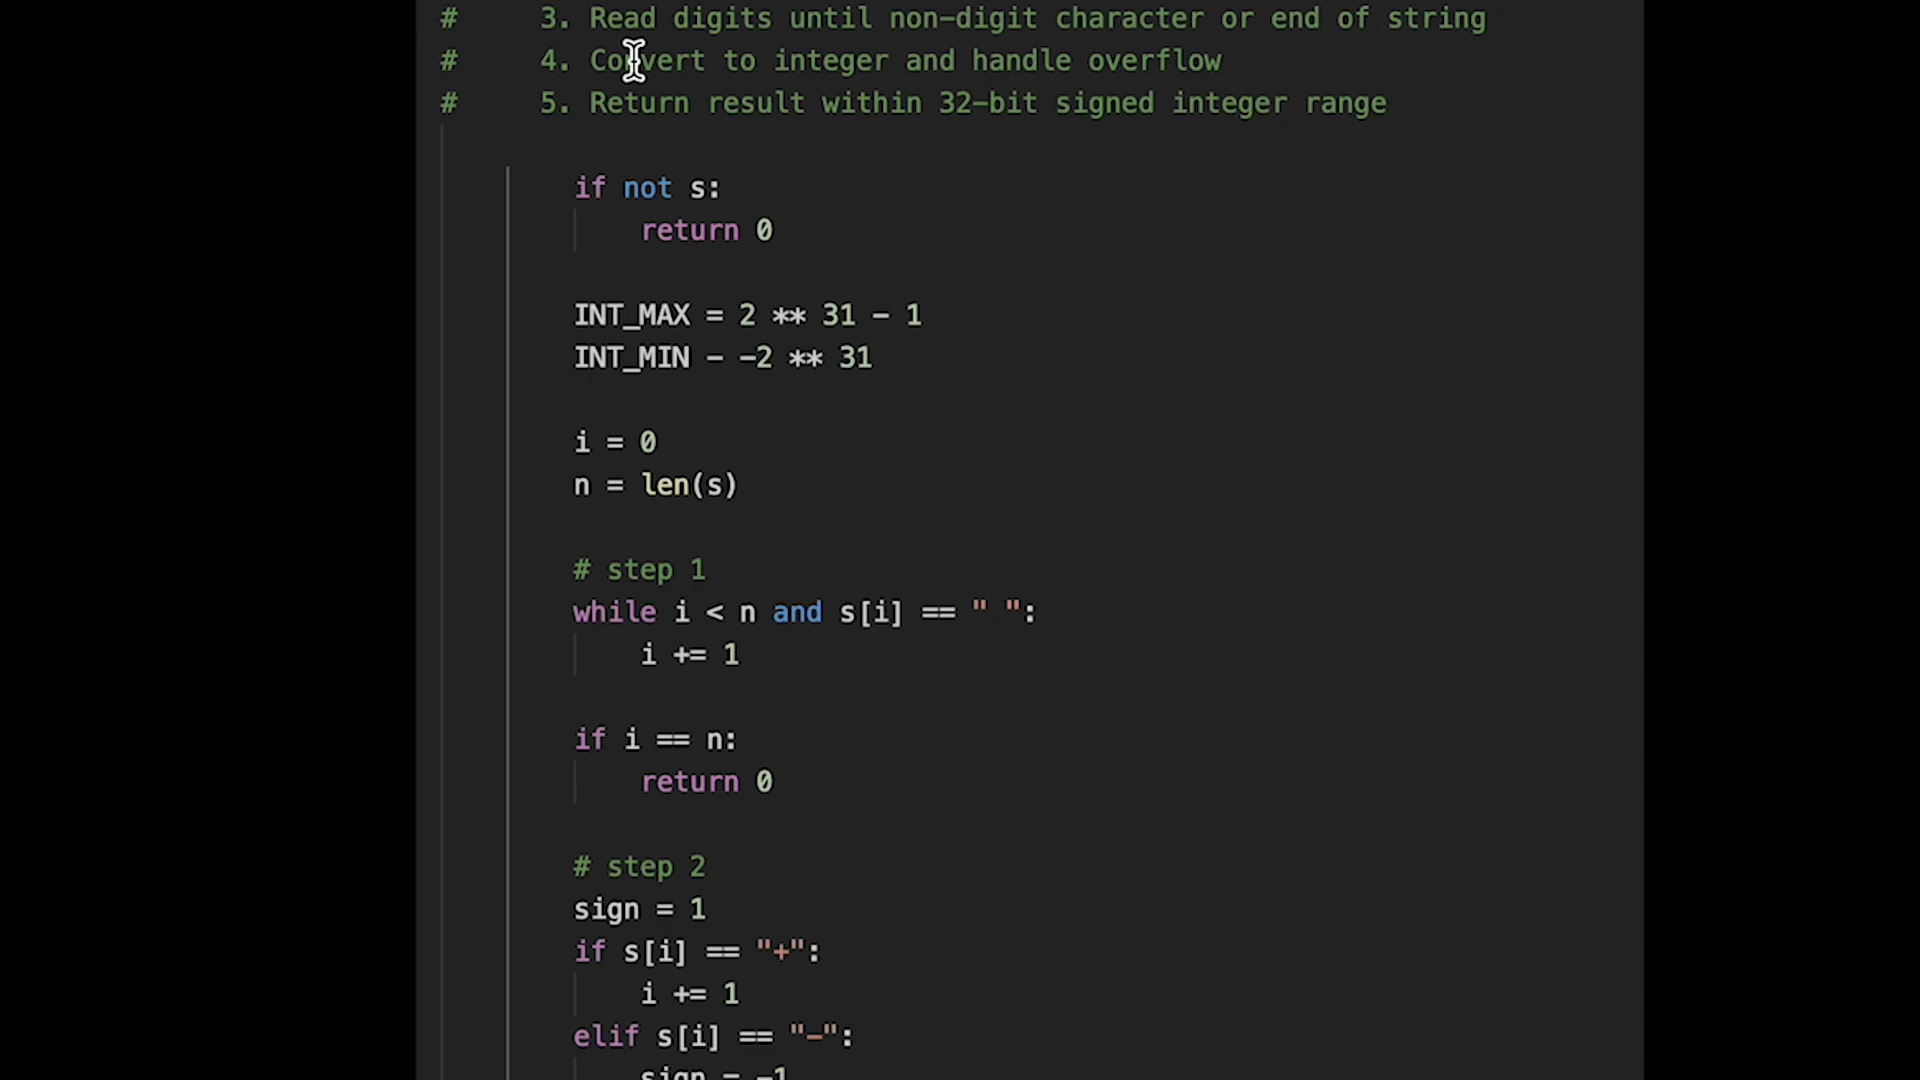 #     3. Read digits until non-digit character or end of string
#     4. Convert to integer and handle overflow
#     5. Return result within 32-bit signed integer range
if not s:
    return 0
INT_MAX = 2 ** 31 - 1
INT_MIN - -2 ** 31
i = 0
n = len(s)
# step 1
while i < n and s[i] == " ":
    i += 1
if i == n:
    return 0
# step 2
sign = 1
if s[i] == "+":
    i += 1
elif s[i] == "-":
    sign = -1